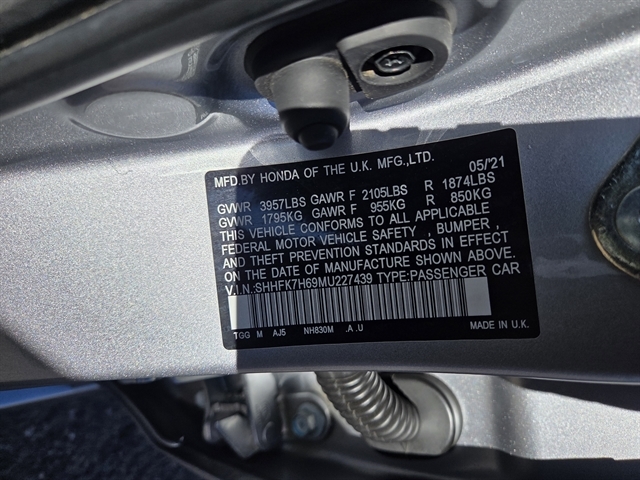 MFD.BY HONDA OF THE U.K. MFG.,LTD. 05/'21
GVWR 3957LBS GAWR F 2105LBS R 1874LBS
GVWR 1795KG GAWR F 955KG R 850KG
THIS VEHICLE CONFORMS TO ALL APPLICABLE
FEDERAL MOTOR VEHICLE SAFETY , BUMPER ,
AND THEFT PREVENTION STANDARDS IN EFFECT
ON THE DATE OF MANUFACTURE SHOWN ABOVE.
V.I.N.:SHHFK7H69MU227439 TYPE:PASSENGER CAR
TGG M AJ5 NH830M .A .U MADE IN U.K.